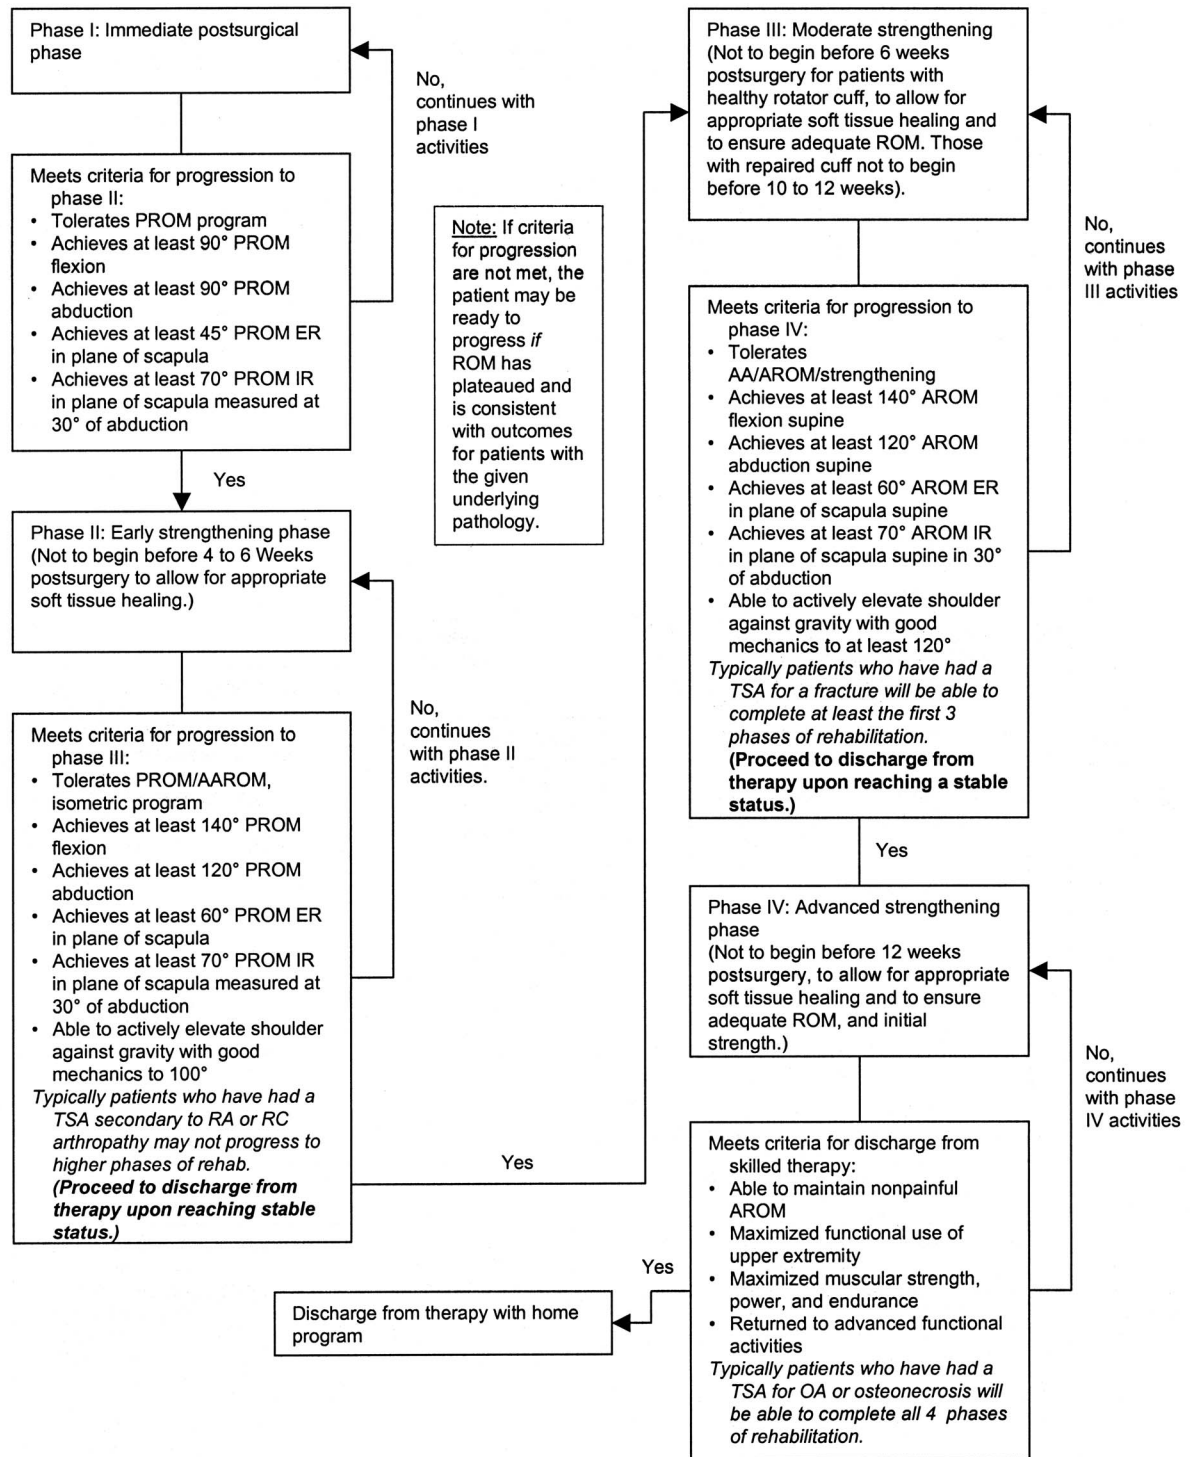 Phase I: Immediate postsurgical
phase
No,
continues with
phase I
activities
Meets criteria for progression to
phase II:
• Tolerates PROM program
• Achieves at least 90° PROM
flexion
• Achieves at least 90° PROM
abduction
• Achieves at least 45° PROM ER
in plane of scapula
• Achieves at least 70° PROM IR
in plane of scapula measured at
30° of abduction
Note: If criteria
for progression
are not met, the
patient may be
ready to
progress if
ROM has
plateaued and
is consistent
with outcomes
for patients with
the given
underlying
pathology.
Yes
Phase II: Early strengthening phase
(Not to begin before 4 to 6 Weeks
postsurgery to allow for appropriate
soft tissue healing.)
No,
continues
with phase II
activities.
Meets criteria for progression to
phase III:
• Tolerates PROM/AAROM,
isometric program
• Achieves at least 140° PROM
flexion
• Achieves at least 120° PROM
abduction
• Achieves at least 60° PROM ER
in plane of scapula
• Achieves at least 70° PROM IR
in plane of scapula measured at
30° of abduction
• Able to actively elevate shoulder
against gravity with good
mechanics to 100°
Typically patients who have had a
TSA secondary to RA or RC
arthropathy may not progress to
higher phases of rehab.
(Proceed to discharge from
therapy upon reaching stable
status.)
Yes
Phase III: Moderate strengthening
(Not to begin before 6 weeks
postsurgery for patients with
healthy rotator cuff, to allow for
appropriate soft tissue healing and
to ensure adequate ROM. Those
with repaired cuff not to begin
before 10 to 12 weeks).
No,
continues
with phase
III activities
Meets criteria for progression to
phase IV:
• Tolerates
AA/AROM/strengthening
• Achieves at least 140° AROM
flexion supine
• Achieves at least 120° AROM
abduction supine
• Achieves at least 60° AROM ER
in plane of scapula supine
• Achieves at least 70° AROM IR
in plane of scapula supine in 30°
of abduction
• Able to actively elevate shoulder
against gravity with good
mechanics to at least 120°
Typically patients who have had a
TSA for a fracture will be able to
complete at least the first 3
phases of rehabilitation.
(Proceed to discharge from
therapy upon reaching a stable
status.)
Yes
Phase IV: Advanced strengthening
phase
(Not to begin before 12 weeks
postsurgery, to allow for appropriate
soft tissue healing and to ensure
adequate ROM, and initial
strength.)
No,
continues
with phase
IV activities
Meets criteria for discharge from
skilled therapy:
• Able to maintain nonpainful
AROM
• Maximized functional use of
upper extremity
• Maximized muscular strength,
power, and endurance
• Returned to advanced functional
activities
Typically patients who have had a
TSA for OA or osteonecrosis will
be able to complete all 4 phases
of rehabilitation.
Yes
Discharge from therapy with home
program